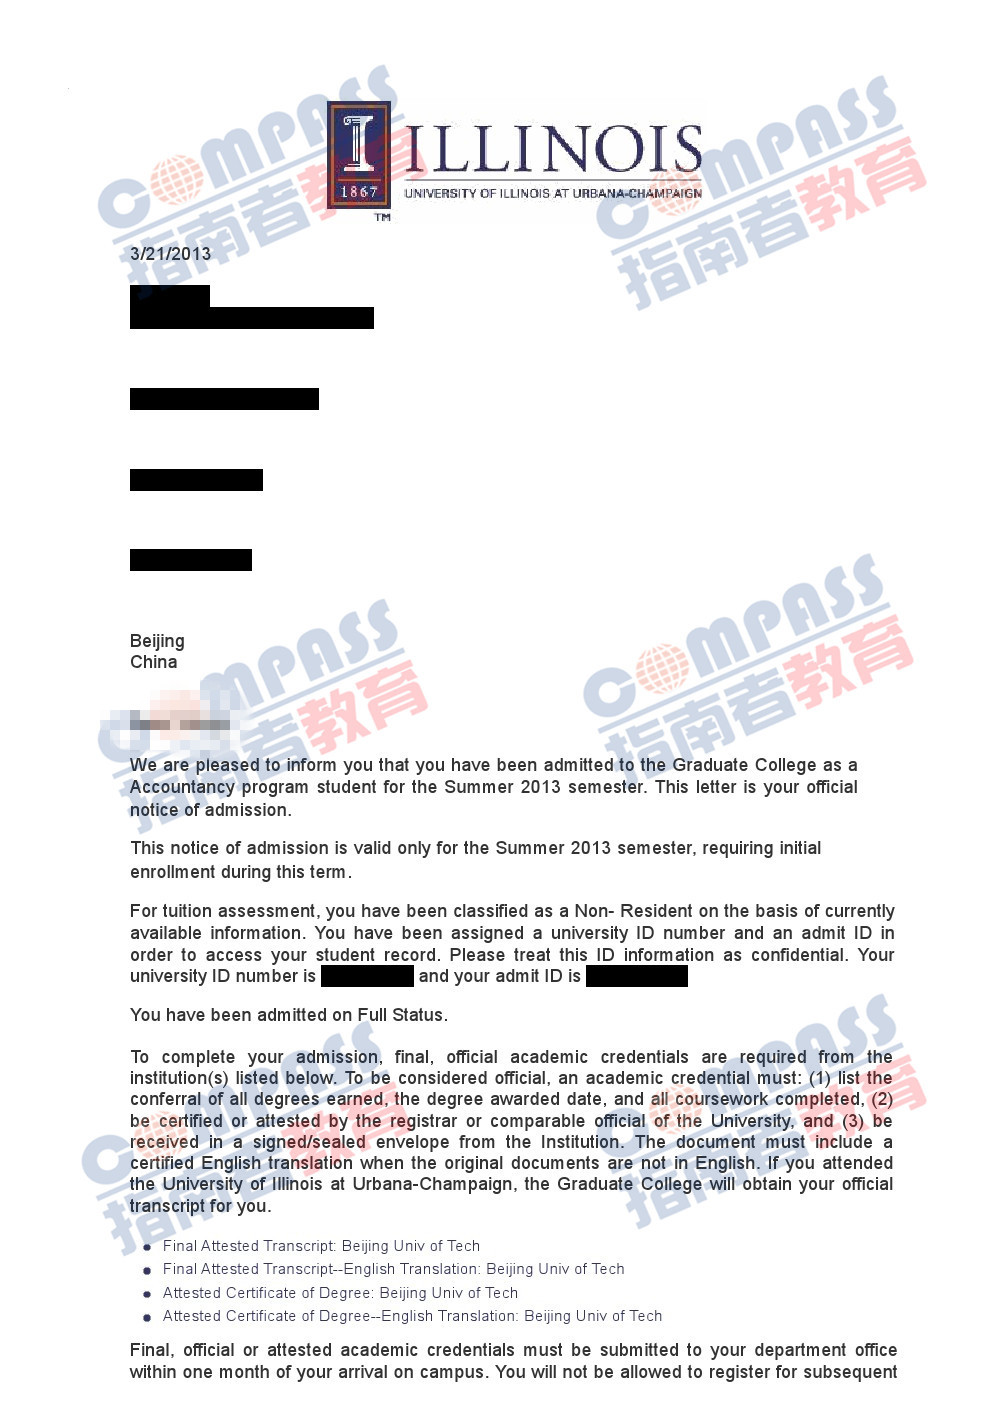 COMPASS
指南者教育
COMPASS
指南者教育
I
1867
TM
ILLINOIS
UNIVERSITY OF ILLINOIS AT URBANA-CHAMPAIGN
3/21/2013
Beijing
China
COMPASS
指南者教育
COMPASS
指南者教育
We are pleased to inform you that you have been admitted to the Graduate College as a
Accountancy program student for the Summer 2013 semester. This letter is your official
notice of admission.
This notice of admission is valid only for the Summer 2013 semester, requiring initial
enrollment during this term.
For tuition assessment, you have been classified as a Non- Resident on the basis of currently
available information. You have been assigned a university ID number and an admit ID in
order to access your student record. Please treat this ID information as confidential. Your
university ID number is and your admit ID is
You have been admitted on Full Status.
COMPASS
指南者教育
COMPASS
指南者教育
To complete your admission, final, official academic credentials are required from the
institution(s) listed below. To be considered official, an academic credential must: (1) list the
conferral of all degrees earned, the degree awarded date, and all coursework completed, (2)
be certified or attested by the registrar or comparable official of the University, and (3) be
received in a signed/sealed envelope from the Institution. The document must include a
certified English translation when the original documents are not in English. If you attended
the University of Illinois at Urbana-Champaign, the Graduate College will obtain your official
transcript for you.
Final Attested Transcript: Beijing Univ of Tech
Final Attested Transcript--English Translation: Beijing Univ of Tech
Attested Certificate of Degree: Beijing Univ of Tech
Attested Certificate of Degree--English Translation: Beijing Univ of Tech
Final, official or attested academic credentials must be submitted to your department office
within one month of your arrival on campus. You will not be allowed to register for subsequent